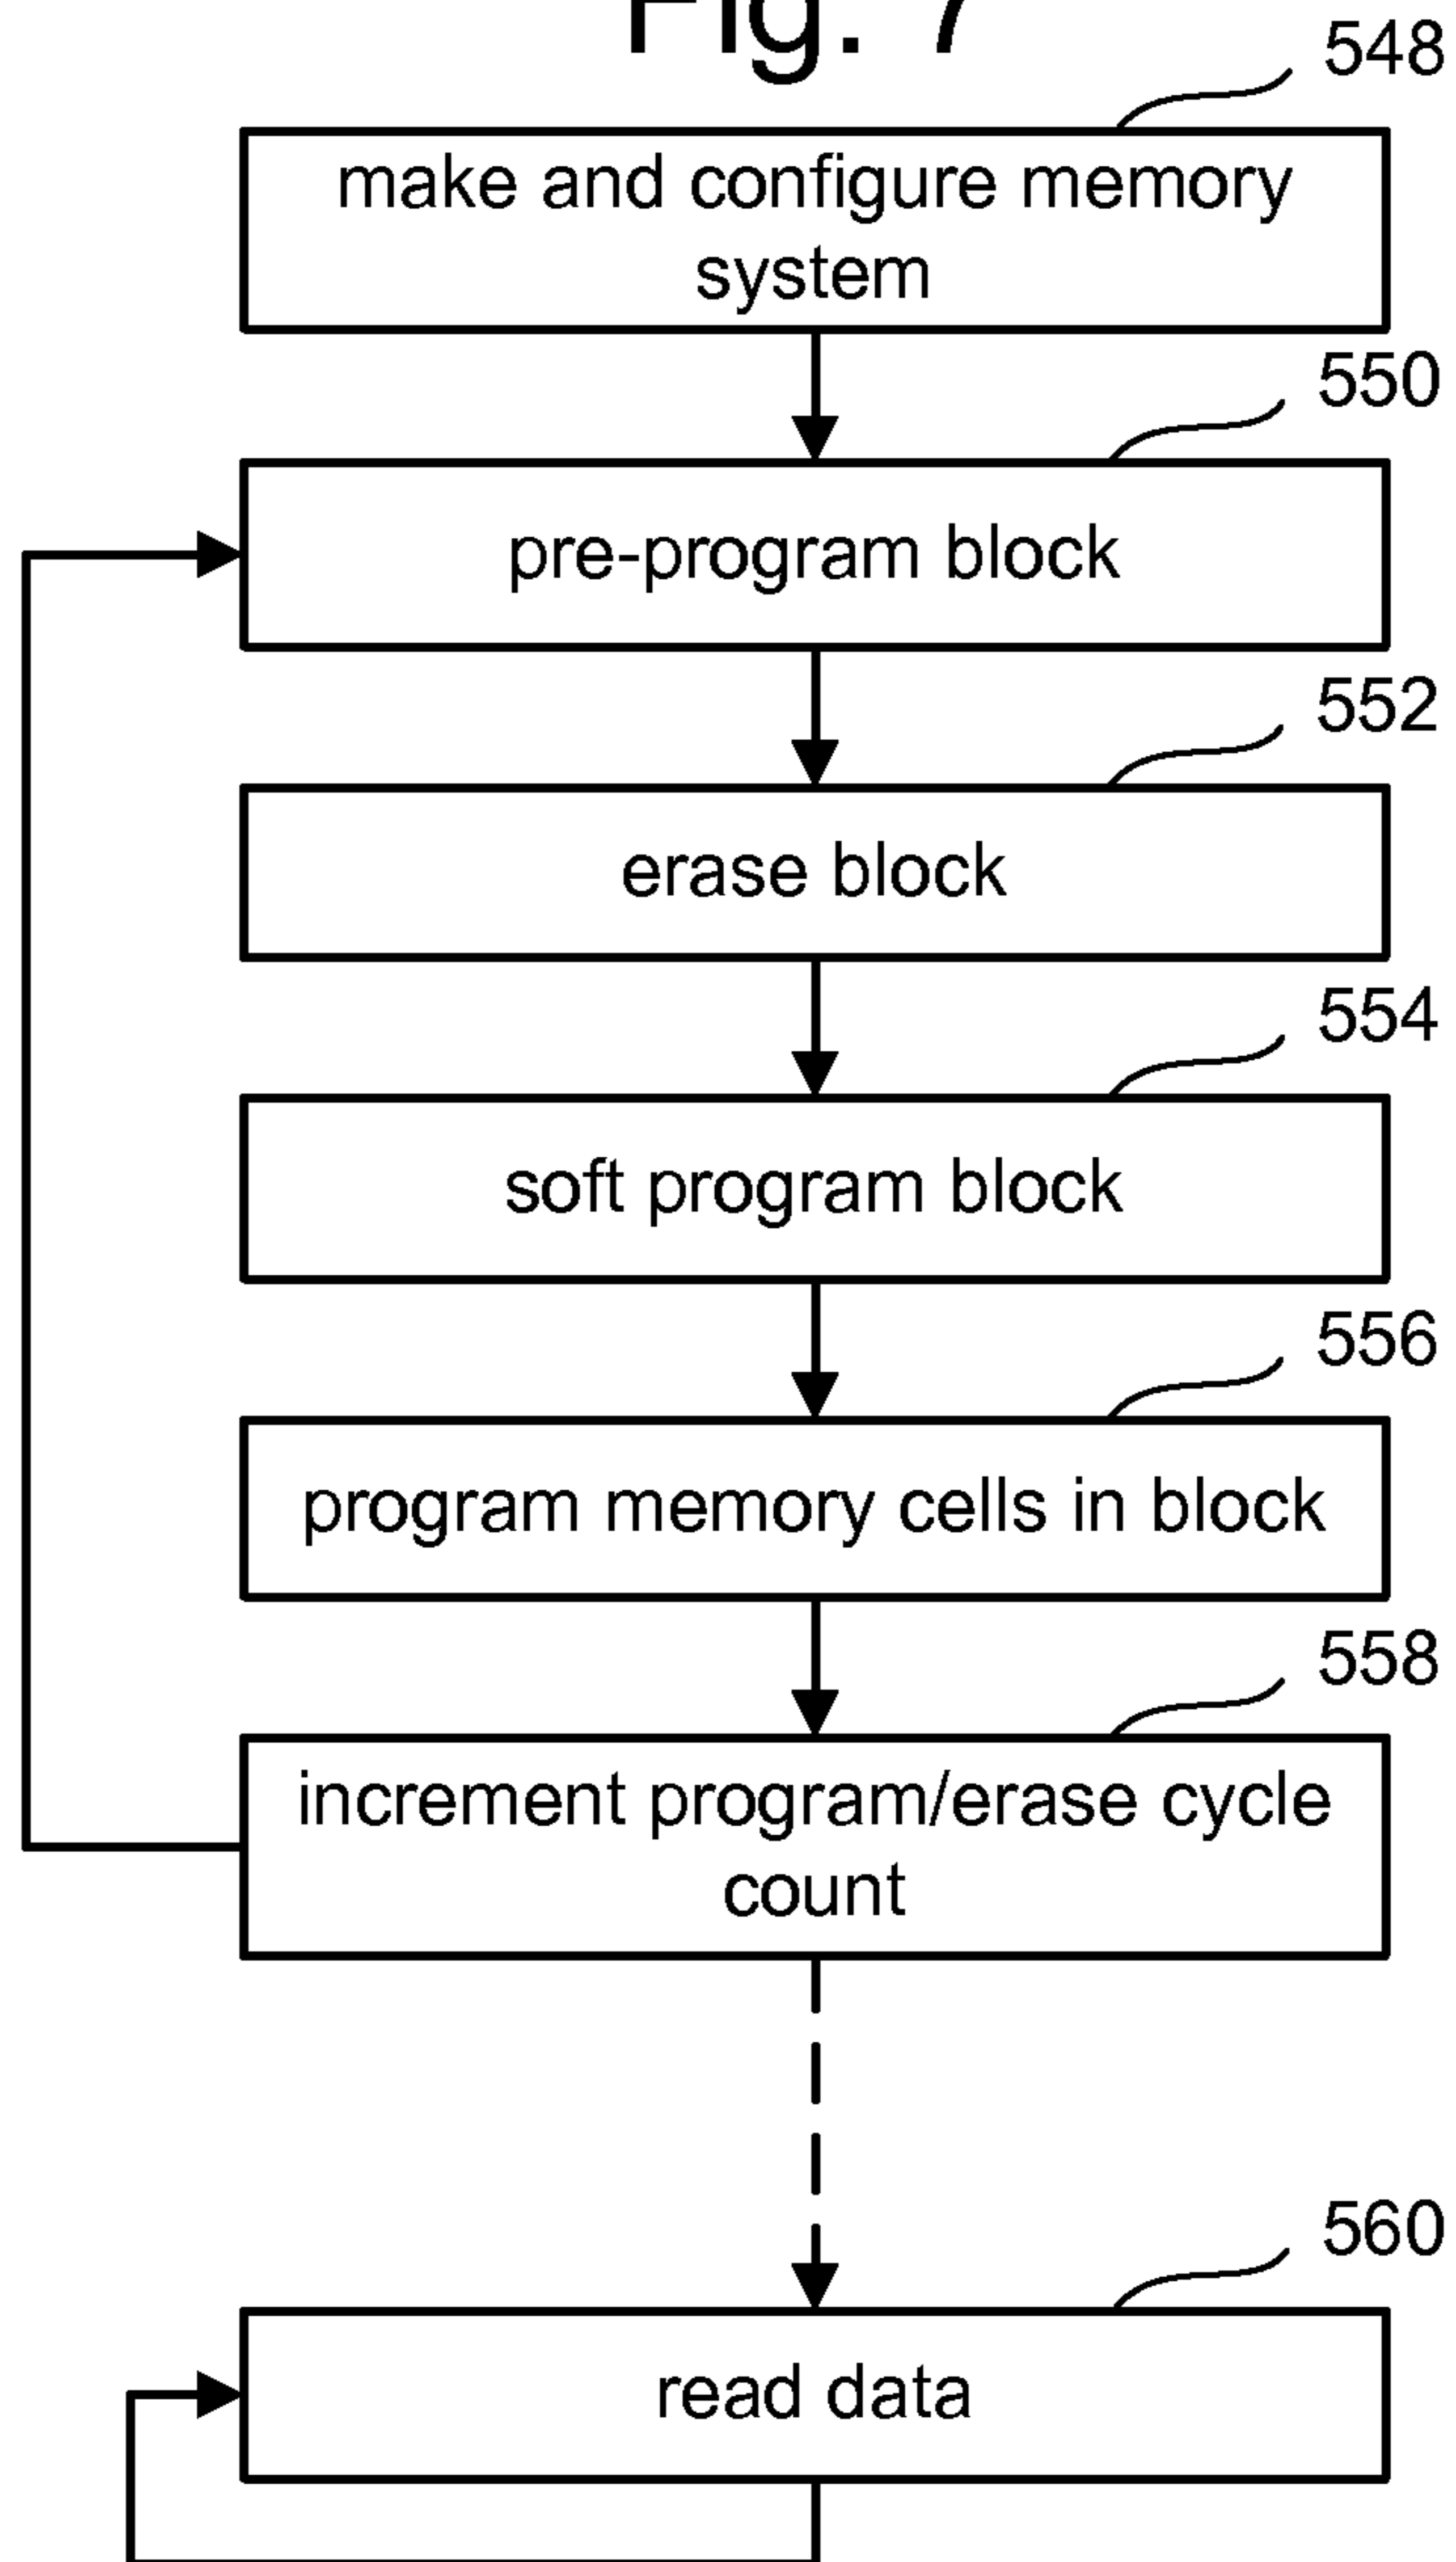 Fig. 7
548
make and configure memory
system
550
pre-program block
552
erase block
554
soft program block
556
program memory cells in block
558
increment program/erase cycle
count
560
read data